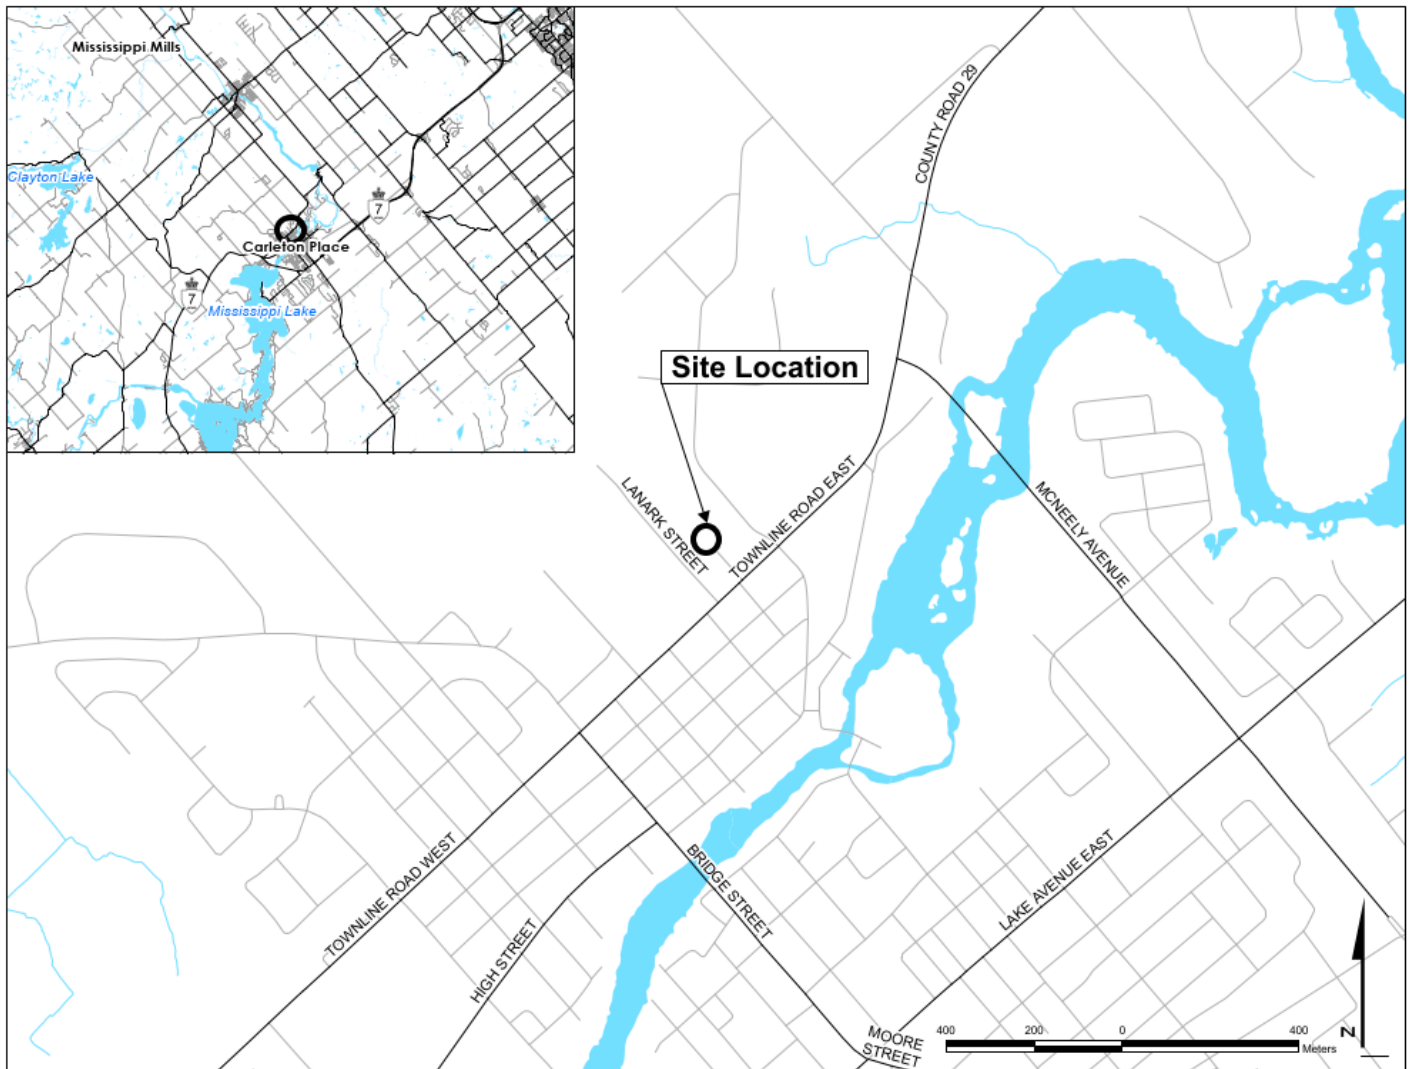 Mississippi Mills
Clayton Lake
7
Carleton Place
7
Mississippi Lake
COUNTY ROAD 29
Site Location
LANARK STREET
TOWNLINE ROAD EAST
MCNEELY AVENUE
TOWNLINE ROAD WEST
HIGH STREET
BRIDGE STREET
LAKE AVENUE EAST
MOORE
STREET
400 200 0 400
Meters
N